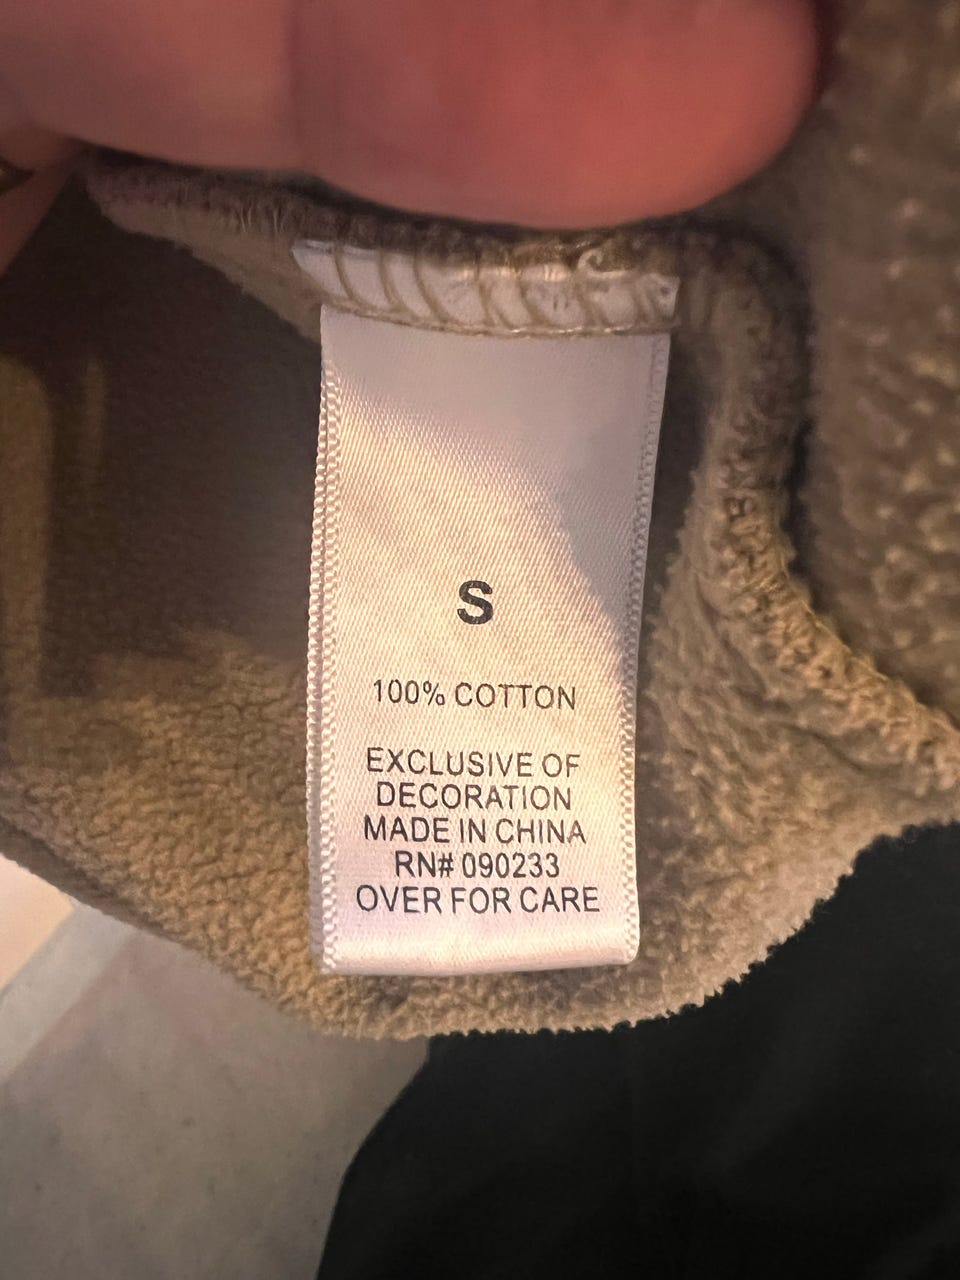 S
100% COTTON
EXCLUSIVE OF
DECORATION
MADE IN CHINA
RN# 090233
OVER FOR CARE